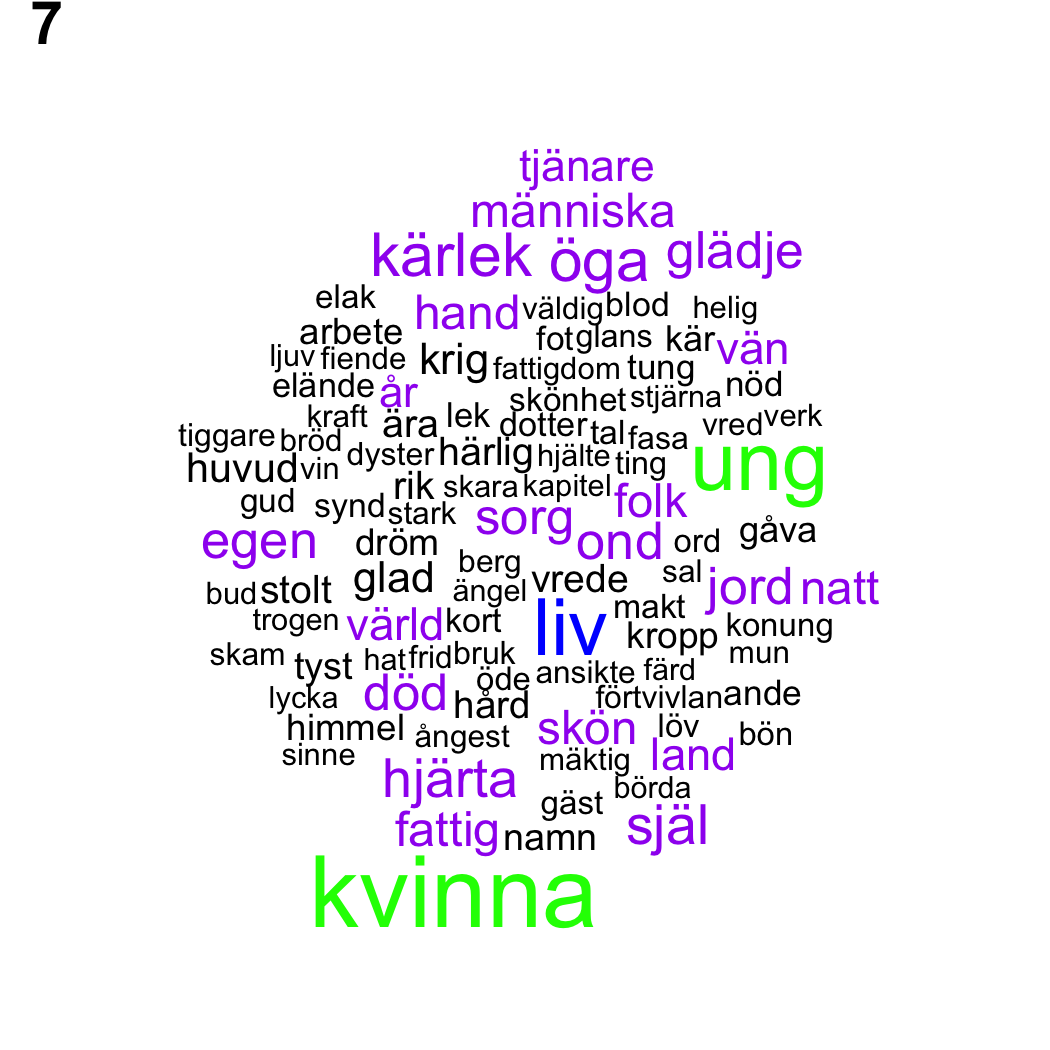 7
tjänare
människa
kärlek öga glädje
elak hand väldig blod helig
arbete fot glans kär vän
ljuv fiende krig fattigdom tung
elände år skönhet stjärna nöd
kraft ära lek dotter tal fasa vred verk
tiggare bröd dyster härlig hjälte ting ung
huvud vin rik skara kapitel folk
gud synd stark sorg ond ord gåva
egen dröm berg sal
glad ängel vrede jord natt
bud stolt liv makt
trogen värld kort kropp konung
skam tyst hat frid bruk öde ansikte färd mun
lycka död hård förtvivlan ande
himmel ångest skön löv bön
sinne mäktig land
hjärta börda
gäst
fattig namn själ
kvinna